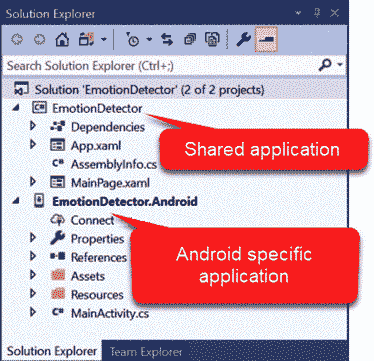 Solution Explorer
Search Solution Explorer (Ctrl+;)
Solution 'EmotionDetector' (2 of 2 projects)
EmotionDetector
Dependencies
App.xaml
AssemblyInfo.cs
MainPage.xaml
Shared application
EmotionDetector.Android
Connect
Properties
References
Assets
Resources
MainActivity.cs
Android specific
application
Solution Explorer
Team Explorer